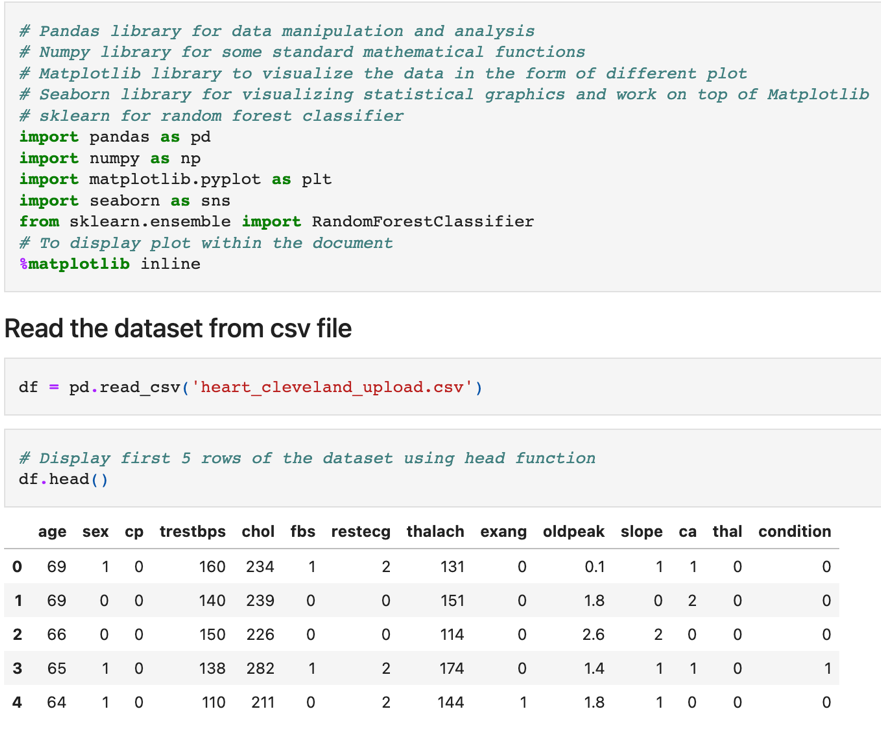 # Pandas library for data manipulation and analysis
# Numpy library for some standard mathematical functions
# Matplotlib library to visualize the data in the form of different plot
# Seaborn library for visualizing statistical graphics and work on top of Matplotlib
# sklearn for random forest classifier
import pandas as pd
import numpy as np
import matplotlib.pyplot as plt
import seaborn as sns
from sklearn.ensemble import RandomForestClassifier
# To display plot within the document
%matplotlib inline
Read the dataset from csv file
df = pd.read_csv('heart_cleveland_upload.csv')
# Display first 5 rows of the dataset using head function
df.head()
age sex cp trestbps chol fbs restecg thalach exang oldpeak slope ca thal condition
0 69 1 0 160 234 1 2 131 0 0.1 1 1 0 0
1 69 0 0 140 239 0 0 151 0 1.8 0 2 0 0
2 66 0 0 150 226 0 0 114 0 2.6 2 0 0 0
3 65 1 0 138 282 1 2 174 0 1.4 1 1 0 1
4 64 1 0 110 211 0 2 144 1 1.8 1 0 0 0